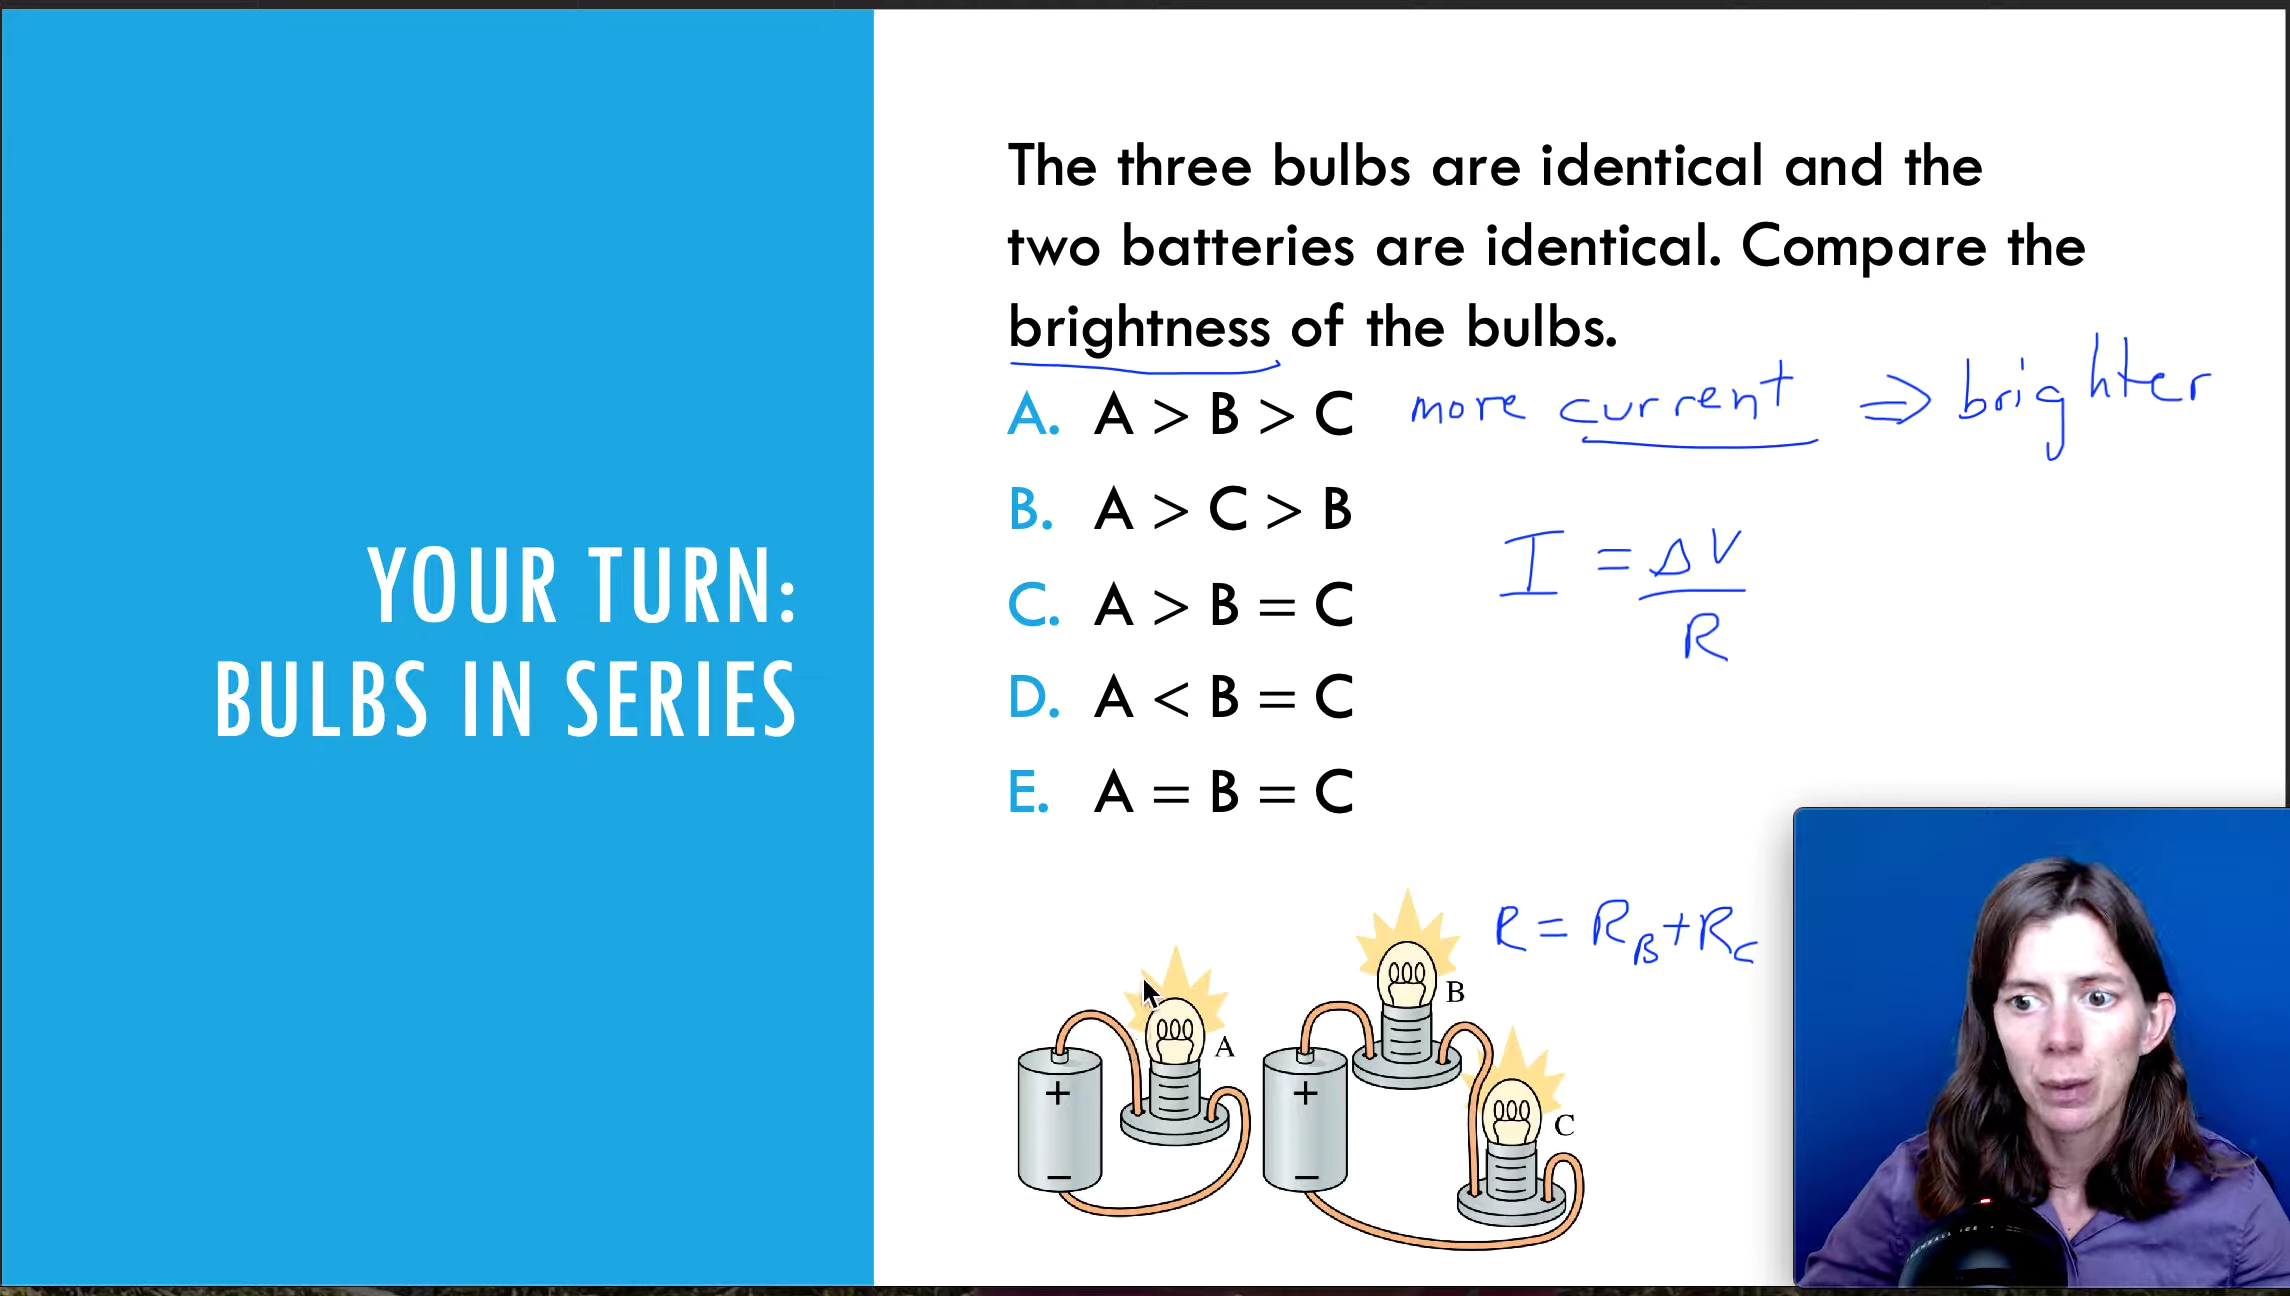 YOUR TURN:
BULBS IN SERIES
The three bulbs are identical and the
two batteries are identical. Compare the
brightness of the bulbs.
A. A > B > C
more current ⇒ brighter
B. A > C > B
C. A > B = C
D. A < B = C
E. A = B = C
I = ΔV
R
R = R_B + R_C
A
B
C
+
−
+
−